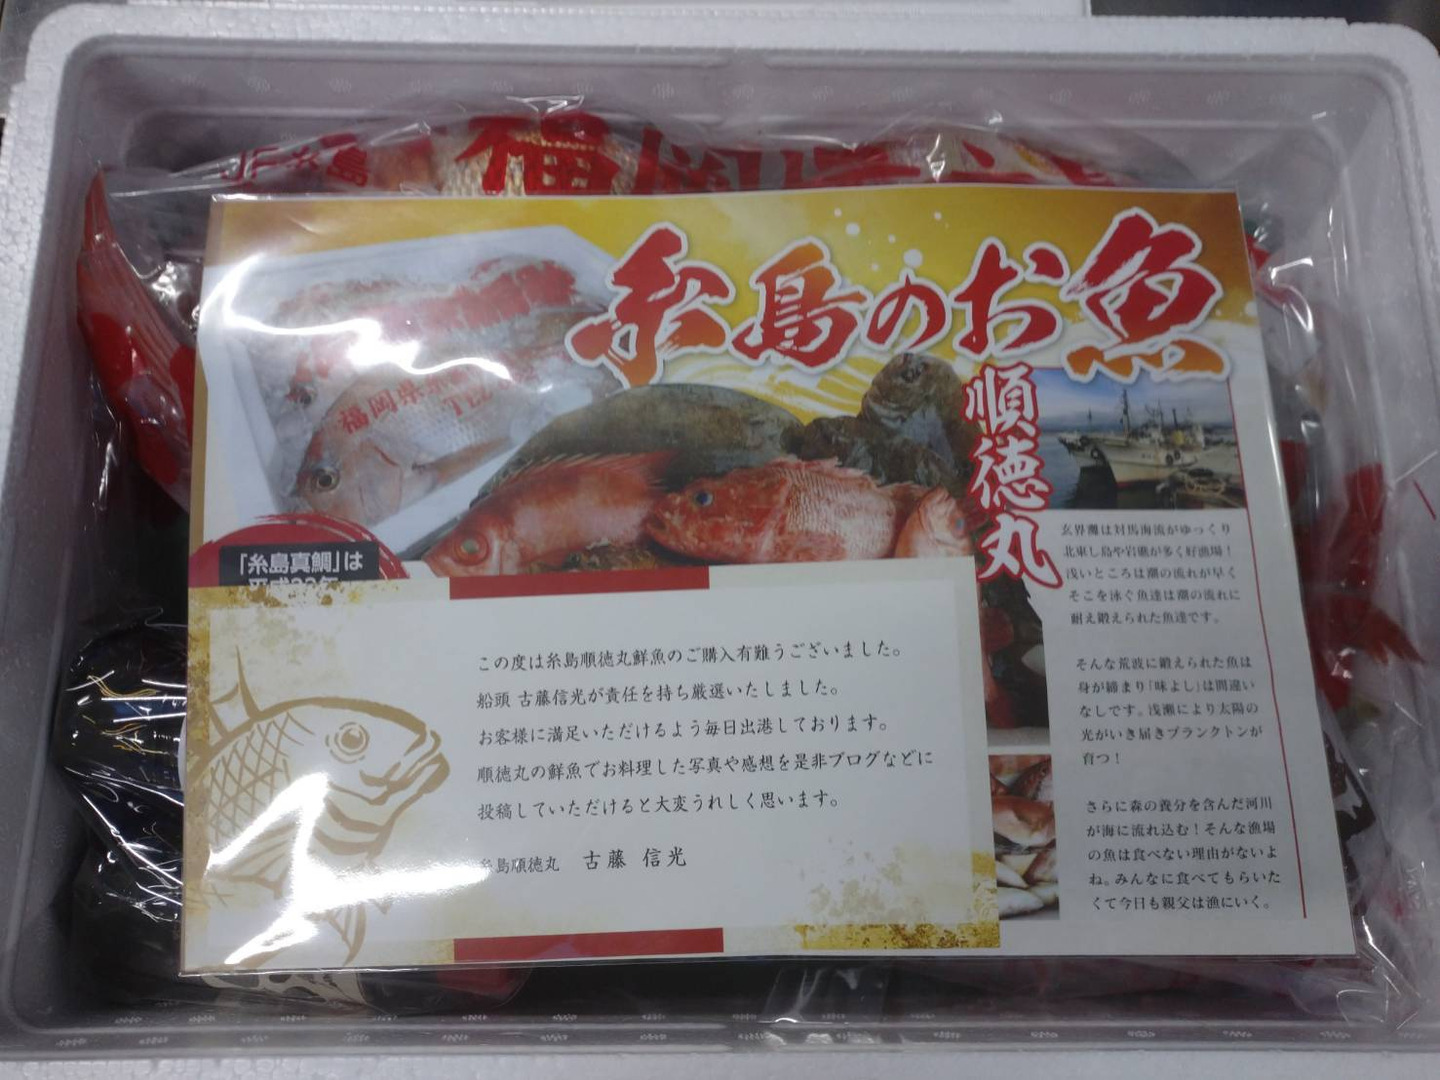 JF糸島
福岡県
糸島のお魚
順徳丸
福岡県糸島
TEL
「糸島真鯛」は
玄界灘は対馬海流がゆっくり
北東し島や岩礁が多く好漁場！
浅いところは潮の流れが早く
そこを泳ぐ魚達は潮の流れに
耐え鍛えられた魚達です。
そんな荒波に鍛えられた魚は
身が締まり「味よし」は間違い
なしです。浅瀬により太陽の
光がいき届きプランクトンが
育つ！
さらに森の養分を含んだ河川
が海に流れ込む！そんな漁場
の魚は食べない理由がないよ
ね。みんなに食べてもらいた
くて今日も親父は漁にいく。
この度は糸島順徳丸鮮魚のご購入有難うございました。
船頭 古藤信光が責任を持ち厳選いたしました。
お客様に満足いただけるよう毎日出港しております。
順徳丸の鮮魚でお料理した写真や感想を是非ブログなどに
投稿していただけると大変うれしく思います。
糸島順徳丸 古藤 信光